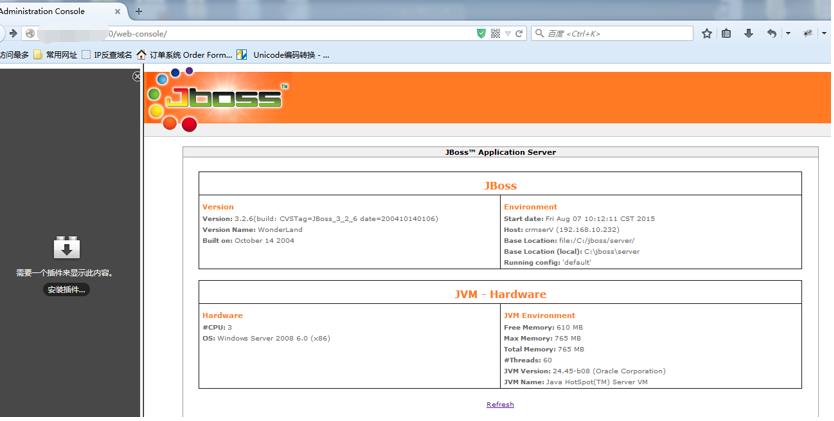 Administration Console
0/web-console/
百度 <Ctrl+K>
访问最多 常用网址 IP反查域名 订单系统 Order Form... Unicode编码转换 - ...
Jboss™
JBoss™ Application Server
JBoss
Version
Version: 3.2.6(build: CVSTag=JBoss_3_2_6 date=200410140106)
Version Name: WonderLand
Built on: October 14 2004
Environment
Start date: Fri Aug 07 10:12:11 CST 2015
Host: crmserV (192.168.10.232)
Base Location: file:/C:/jboss/server/
Base Location (local): C:\jboss\server
Running config: 'default'
需要一个插件来显示此内容。
安装插件...
JVM - Hardware
Hardware
#CPU: 3
OS: Windows Server 2008 6.0 (x86)
JVM Environment
Free Memory: 610 MB
Max Memory: 765 MB
Total Memory: 765 MB
#Threads: 60
JVM Version: 24.45-b08 (Oracle Corporation)
JVM Name: Java HotSpot(TM) Server VM
Refresh